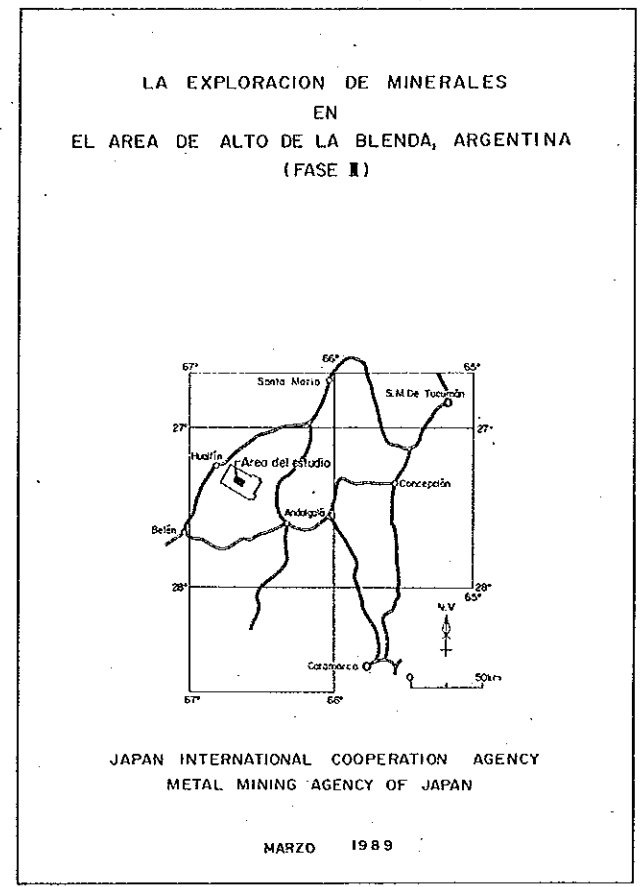 LA EXPLORACION DE MINERALES
EN
EL AREA DE ALTO DE LA BLENDA, ARGENTINA
(FASE II)
67° 66° 65°
Santa Maria
S.M. De Tucumán
27° 27°
Hualfín
Area del estudio
Concepción
Andalgalá
Belén
28° 28°
65°
N.V
Catamarca
0 50km
67° 66°
JAPAN INTERNATIONAL COOPERATION AGENCY
METAL MINING AGENCY OF JAPAN
MARZO 1989